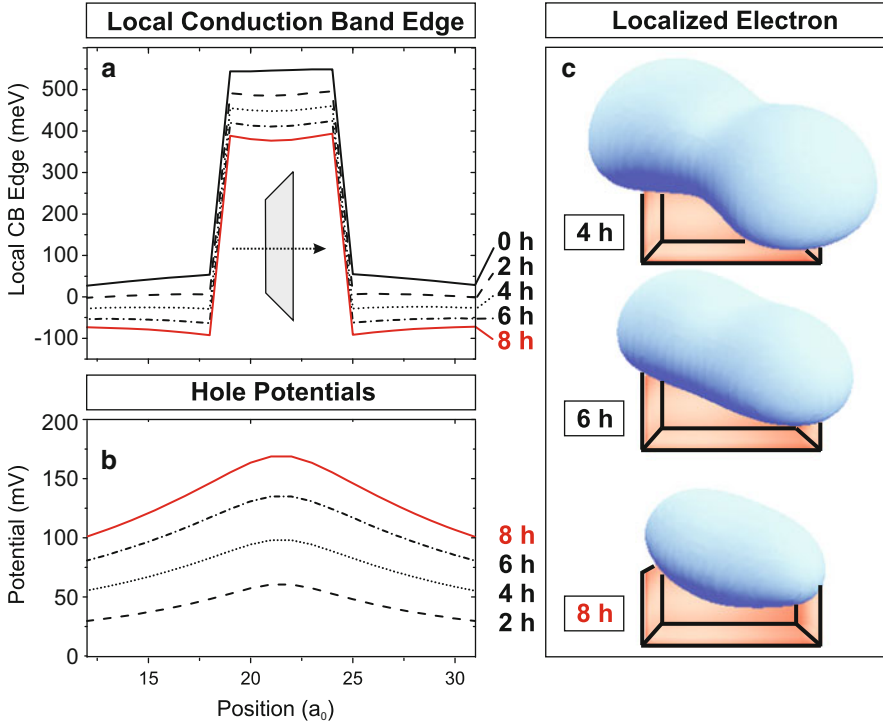 Local Conduction Band Edge
a
Local CB Edge (meV)
500
400
300
200
100
0
-100
0 h
2 h
4 h
6 h
8 h
Hole Potentials
b
Potential (mV)
200
150
100
50
0
8 h
6 h
4 h
2 h
15
20
25
30
Position (a₀)
Localized Electron
c
4 h
6 h
8 h